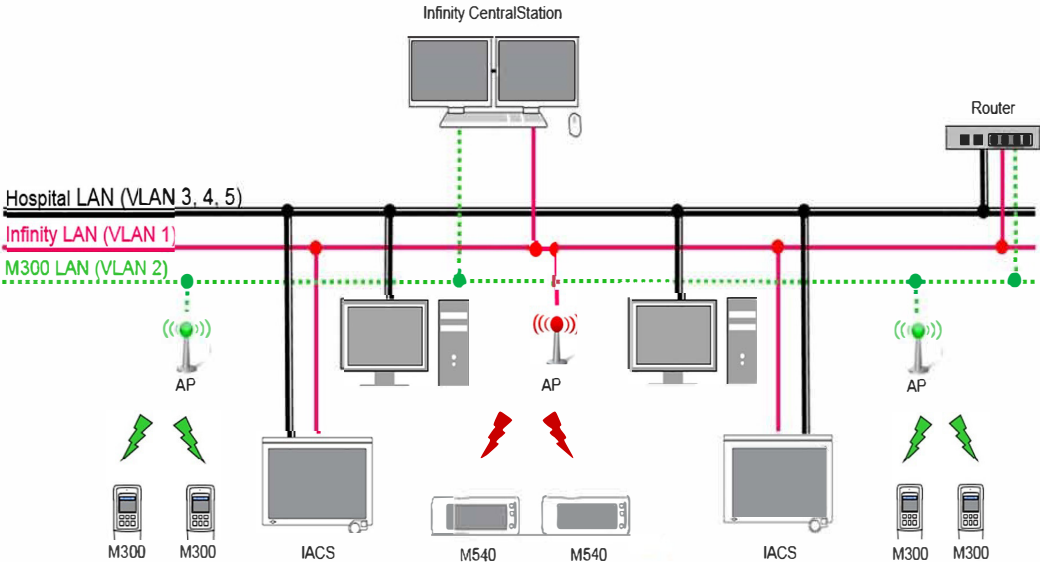 Infinity CentralStation
Router
Hospital LAN (VLAN 3, 4, 5)
Infinity LAN (VLAN 1)
M300 LAN (VLAN 2)
AP
AP
AP
M300
M300
IACS
M540
M540
IACS
M300
M300